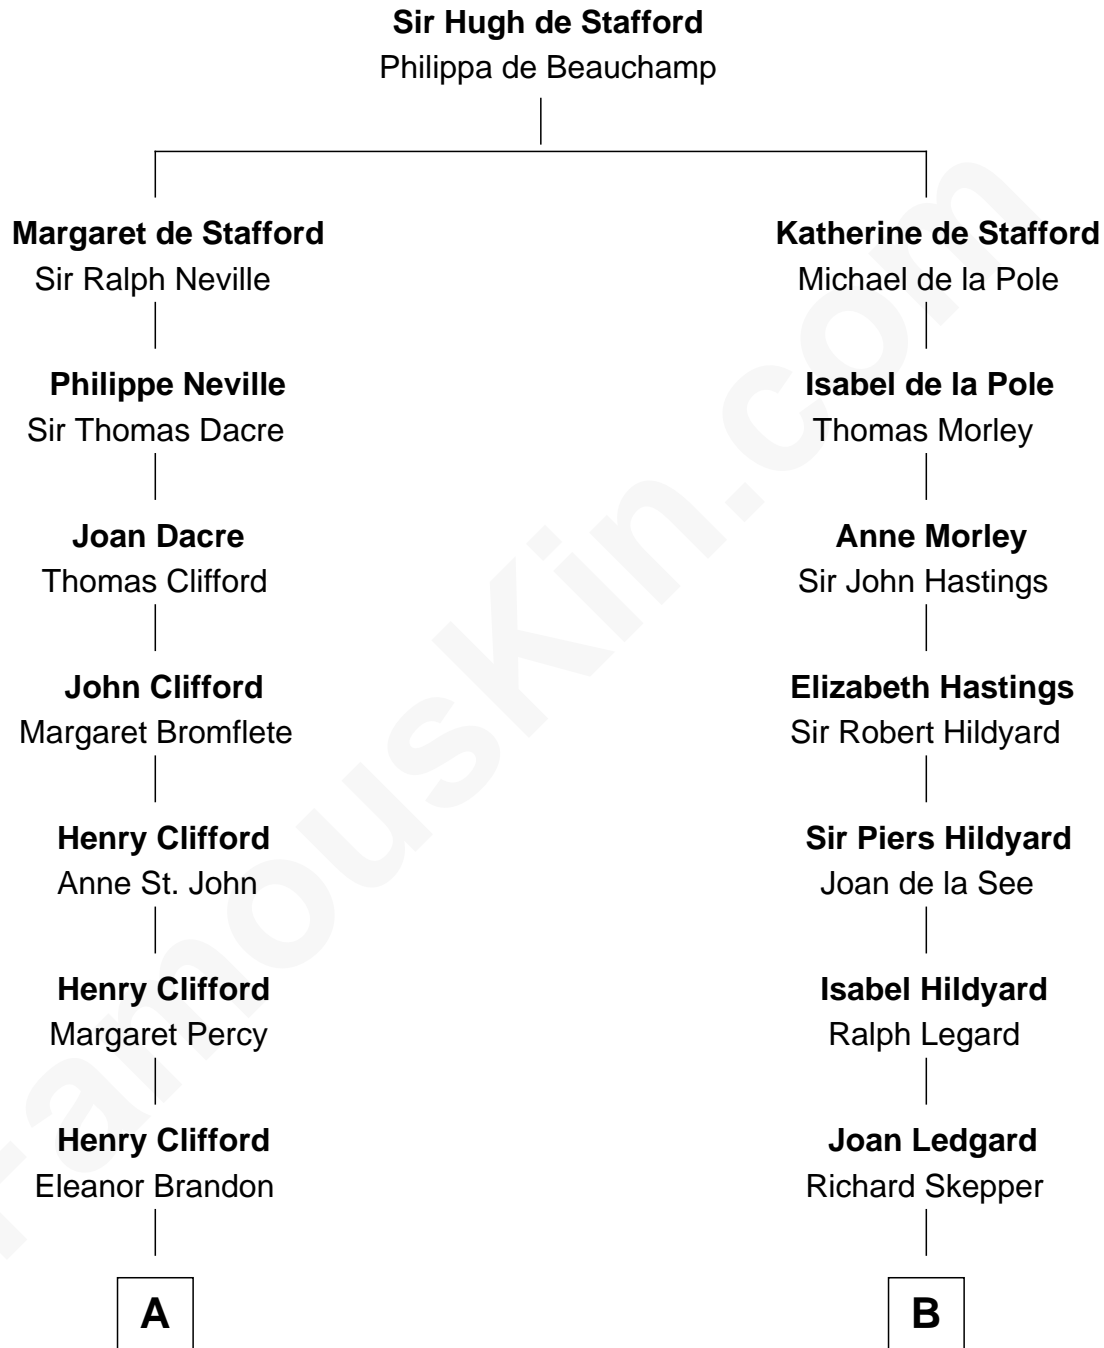 Sir Hugh de Stafford
Philippa de Beauchamp
Margaret de Stafford
Sir Ralph Neville
Katherine de Stafford
Michael de la Pole
Philippe Neville
Sir Thomas Dacre
Isabel de la Pole
Thomas Morley
Joan Dacre
Thomas Clifford
Anne Morley
Sir John Hastings
John Clifford
Margaret Bromflete
Elizabeth Hastings
Sir Robert Hildyard
Henry Clifford
Anne St. John
Sir Piers Hildyard
Joan de la See
Henry Clifford
Margaret Percy
Isabel Hildyard
Ralph Legard
Henry Clifford
Eleanor Brandon
Joan Ledgard
Richard Skepper
A
B
FamousKin.com